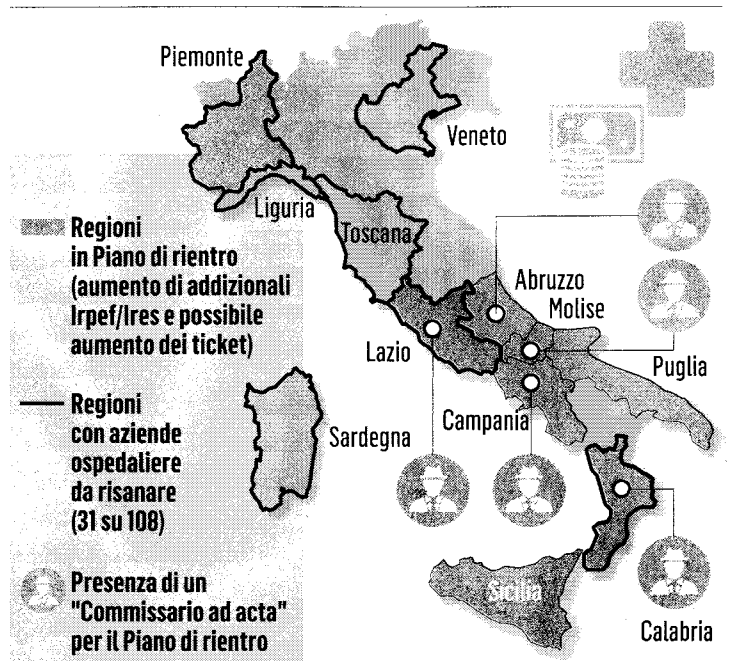 Piemonte
Veneto
Liguria
Toscana
Regioni
in Piano di rientro
(aumento di addizionali
Irpef/Ires e possibile
aumento dei ticket)
Abruzzo
Molise
Lazio
Puglia
Regioni
con aziende
ospedaliere
da risanare
(31 su 108)
Sardegna
Campania
Presenza di un
"Commissario ad acta"
per il Piano di rientro
Sicilia
Calabria